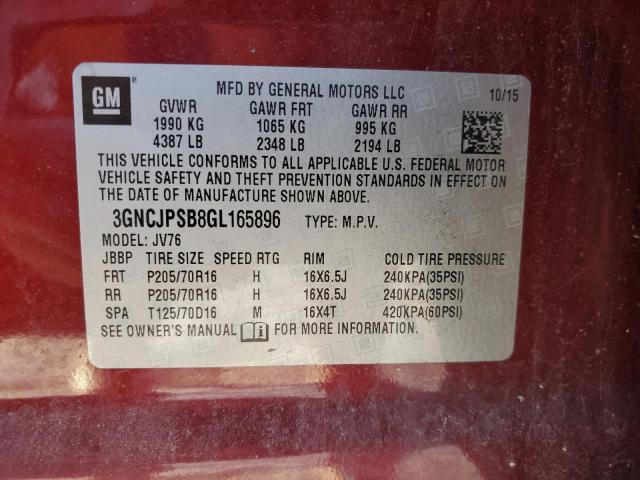 GM
MFD BY GENERAL MOTORS LLC 10/15
GVWR GAWR FRT GAWR RR
1990 KG 1065 KG 995 KG
4387 LB 2348 LB 2194 LB
THIS VEHICLE CONFORMS TO ALL APPLICABLE U.S. FEDERAL MOTOR
VEHICLE SAFETY AND THEFT PREVENTION STANDARDS IN EFFECT ON
THE DATE OF MANUFACTURE SHOWN ABOVE.
3GNCJPSB8GL165896 TYPE: M.P.V.
MODEL: JV76
JBBP TIRE SIZE SPEED RTG RIM COLD TIRE PRESSURE
FRT P205/70R16 H 16X6.5J 240KPA(35PSI)
RR P205/70R16 H 16X6.5J 240KPA(35PSI)
SPA T125/70D16 M 16X4T 420KPA(60PSI)
SEE OWNER'S MANUAL FOR MORE INFORMATION.